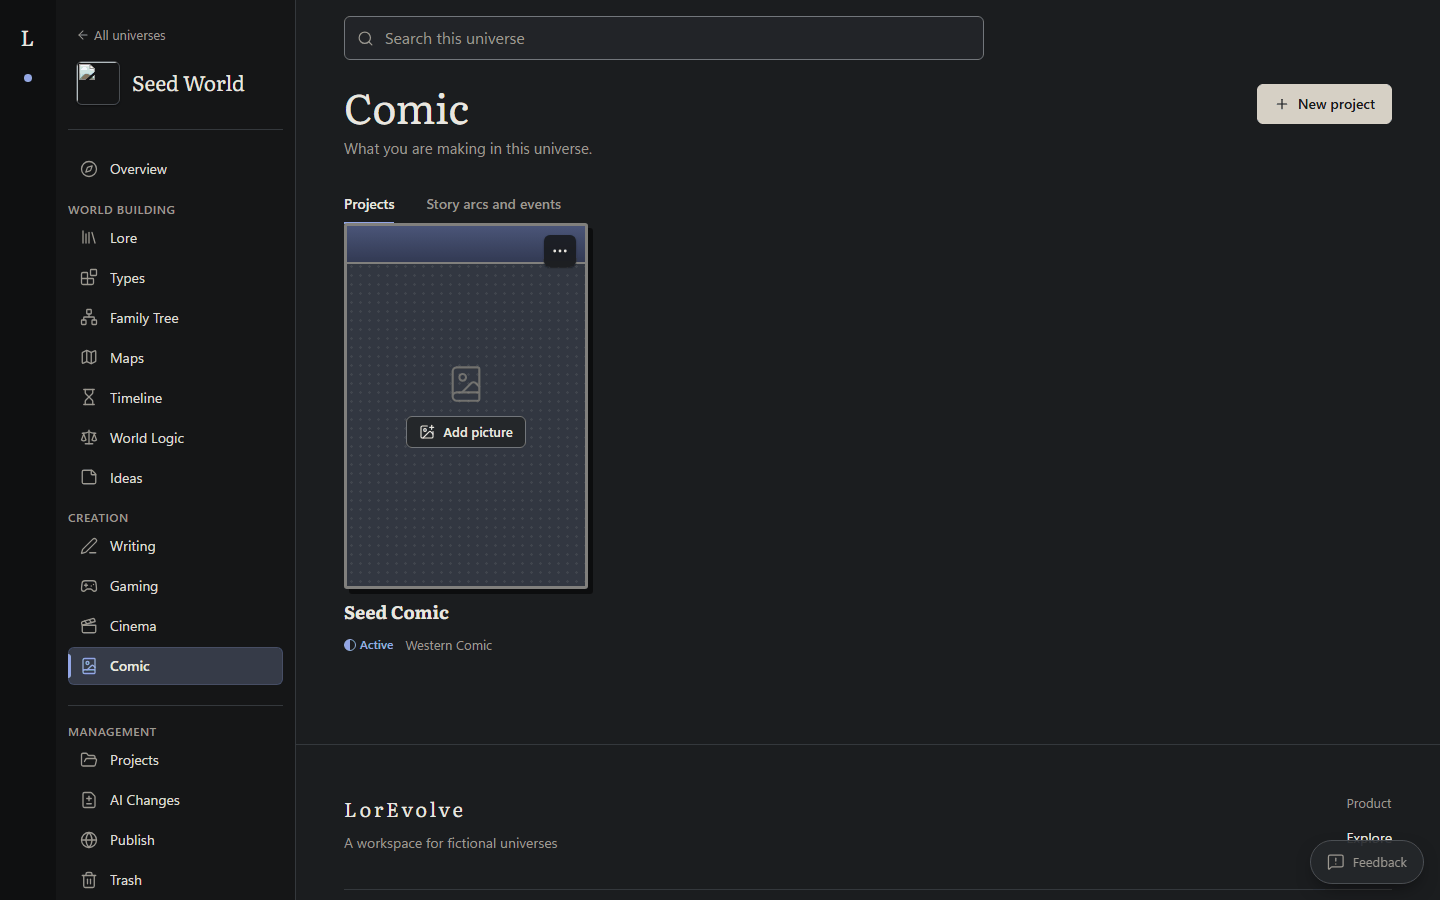 L
All universes
Seed World
Overview
WORLD BUILDING
Lore
Types
Family Tree
Maps
Timeline
World Logic
Ideas
CREATION
Writing
Gaming
Cinema
Comic
MANAGEMENT
Projects
AI Changes
Publish
Trash
Search this universe
Comic
What you are making in this universe.
New project
Projects
Story arcs and events
Add picture
Seed Comic
Active
Western Comic
LorEvolve
A workspace for fictional universes
Product
Explore
Feedback